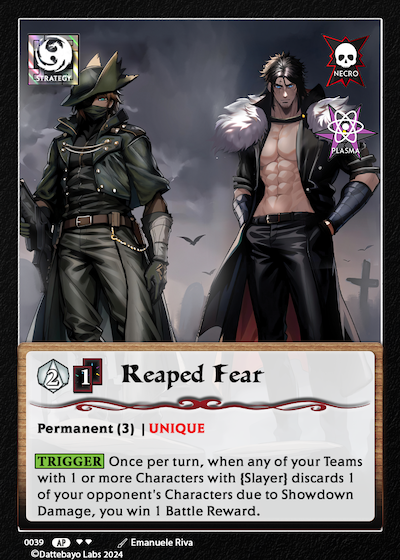 STRATEGY
NECRO
PLASMA
2 1 Reaped Fear
Permanent (3) | UNIQUE
TRIGGER Once per turn, when any of your Teams
with 1 or more Characters with {Slayer} discards 1
of your opponent's Characters due to Showdown
Damage, you win 1 Battle Reward.
0039 AP ♥♥ Emanuele Riva
©Dattebayo Labs 2024